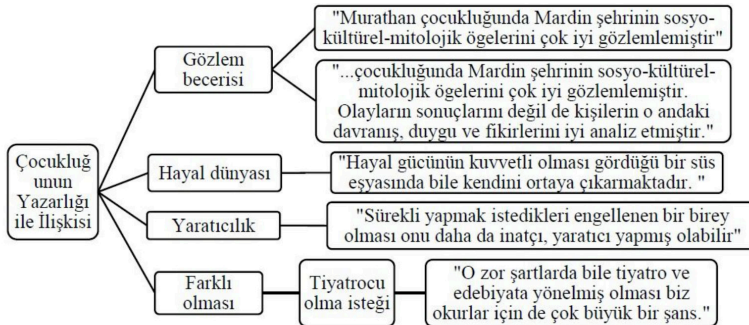 Çocukluğ
unun
Yazarlığı
ile İlişkisi
Gözlem
becerisi
"Murathan çocukluğunda Mardin şehrinin sosyo-
kültürel-mitolojik ögelerini çok iyi gözlemlemiştir"
"...çocukluğunda Mardin şehrinin sosyo-kültürel-
mitolojik ögelerini çok iyi gözlemlemiştir.
Olayların sonuçlarını değil de kişilerin o andaki
davranış, duygu ve fikirlerini iyi analiz etmiştir."
Hayal dünyası
"Hayal gücünün kuvvetli olması gördüğü bir süs
eşyasında bile kendini ortaya çıkarmaktadır. "
Yaratıcılık
"Sürekli yapmak istedikleri engellenen bir birey
olması onu daha da inatçı, yaratıcı yapmış olabilir"
Farklı
olması
Tiyatrocu
olma isteği
"O zor şartlarda bile tiyatro ve
edebiyata yönelmiş olması biz
okurlar için de çok büyük bir şans."